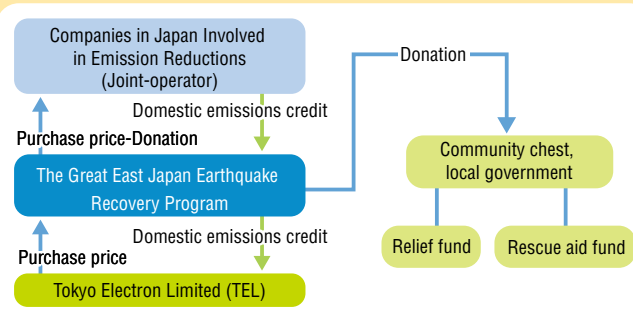 Companies in Japan Involved
in Emission Reductions
(Joint-operator)
Donation
Domestic emissions credit
Purchase price-Donation
Community chest,
local government
The Great East Japan Earthquake
Recovery Program
Domestic emissions credit
Relief fund
Rescue aid fund
Purchase price
Tokyo Electron Limited (TEL)